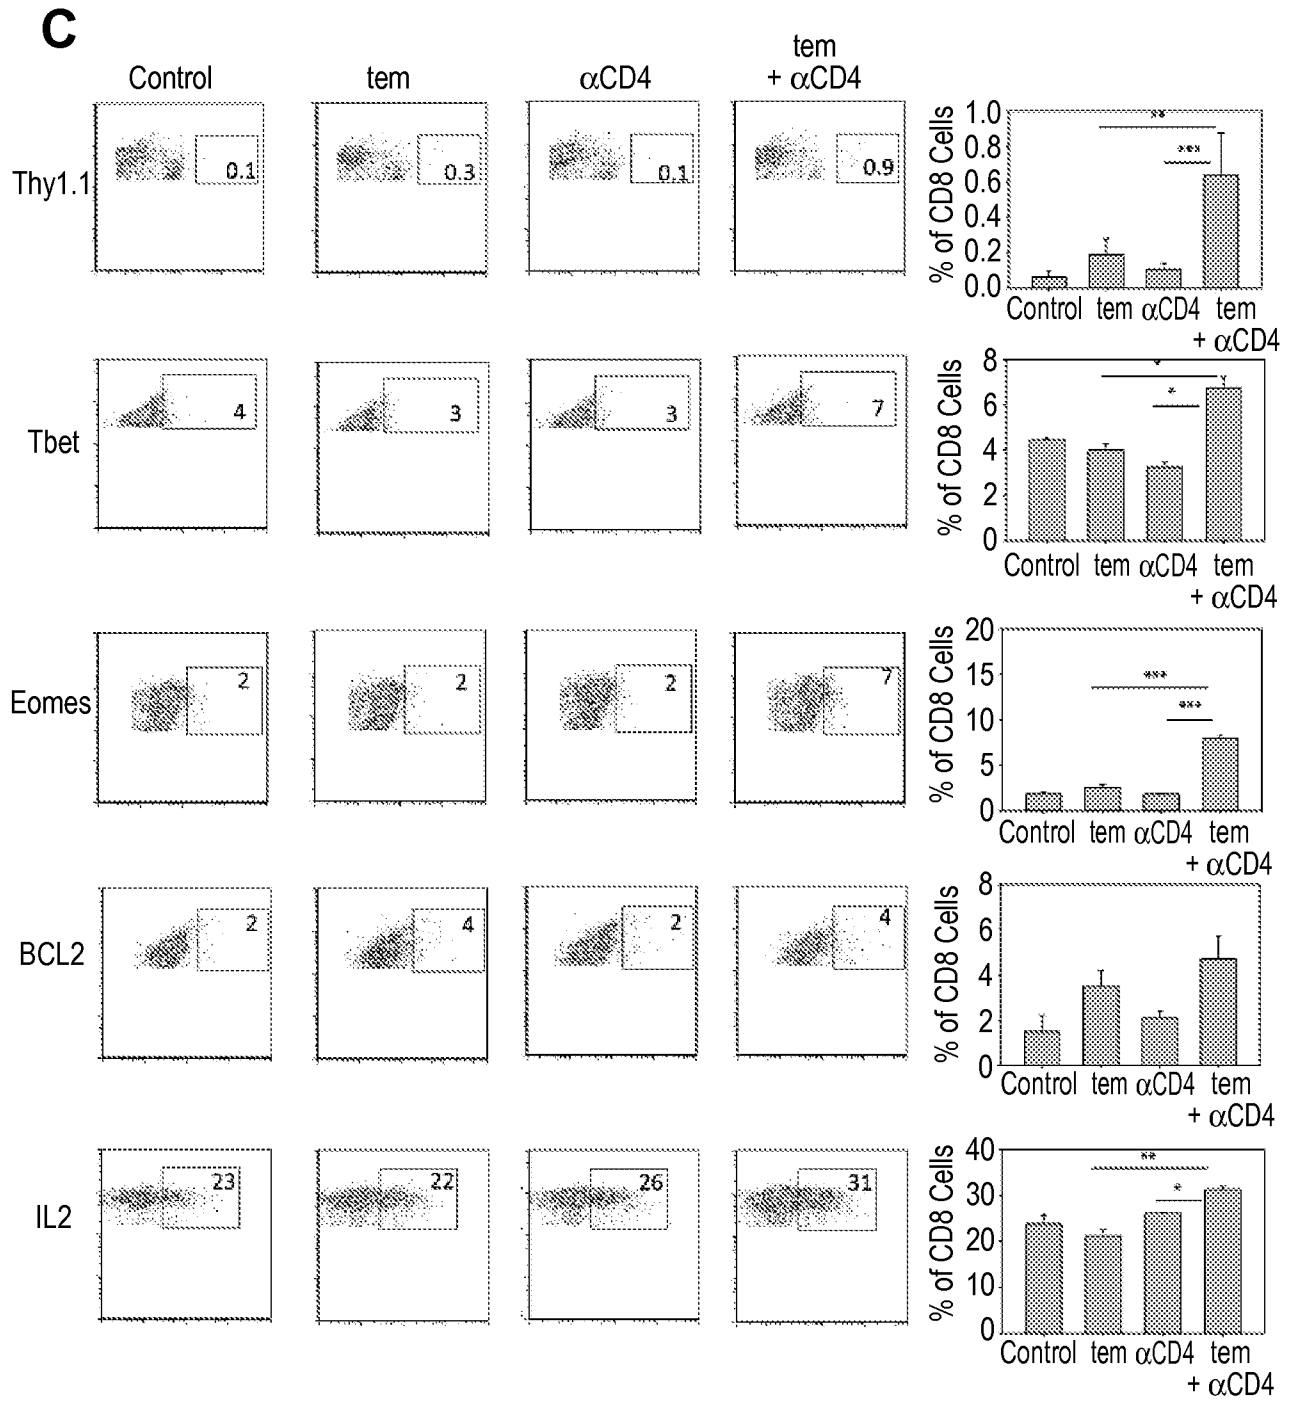 C
Control
tem
αCD4
tem
+ αCD4
Thy1.1
0.1
0.3
0.1
0.9
% of CD8 Cells
1.0
0.8
0.6
0.4
0.2
0.0
**
***
Control tem αCD4 tem
+ αCD4
Tbet
4
3
3
7
% of CD8 Cells
8
6
4
2
0
*
*
Control tem αCD4 tem
+ αCD4
Eomes
2
2
2
7
% of CD8 Cells
20
15
10
5
0
***
***
Control tem αCD4 tem
+ αCD4
BCL2
2
4
2
4
% of CD8 Cells
8
6
4
2
0
Control tem αCD4 tem
+ αCD4
IL2
23
22
26
31
% of CD8 Cells
40
30
20
10
0
**
*
Control tem αCD4 tem
+ αCD4